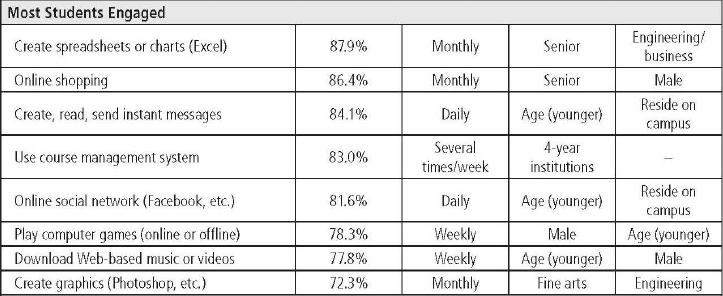 Most Students Engaged
Create spreadsheets or charts (Excel) 87.9% Monthly Senior Engineering/
business
Online shopping 86.4% Monthly Senior Male
Create, read, send instant messages 84.1% Daily Age (younger) Reside on
campus
Use course management system 83.0% Several
times/week 4-year
institutions –
Online social network (Facebook, etc.) 81.6% Daily Age (younger) Reside on
campus
Play computer games (online or offline) 78.3% Weekly Male Age (younger)
Download Web-based music or videos 77.8% Weekly Age (younger) Male
Create graphics (Photoshop, etc.) 72.3% Monthly Fine arts Engineering